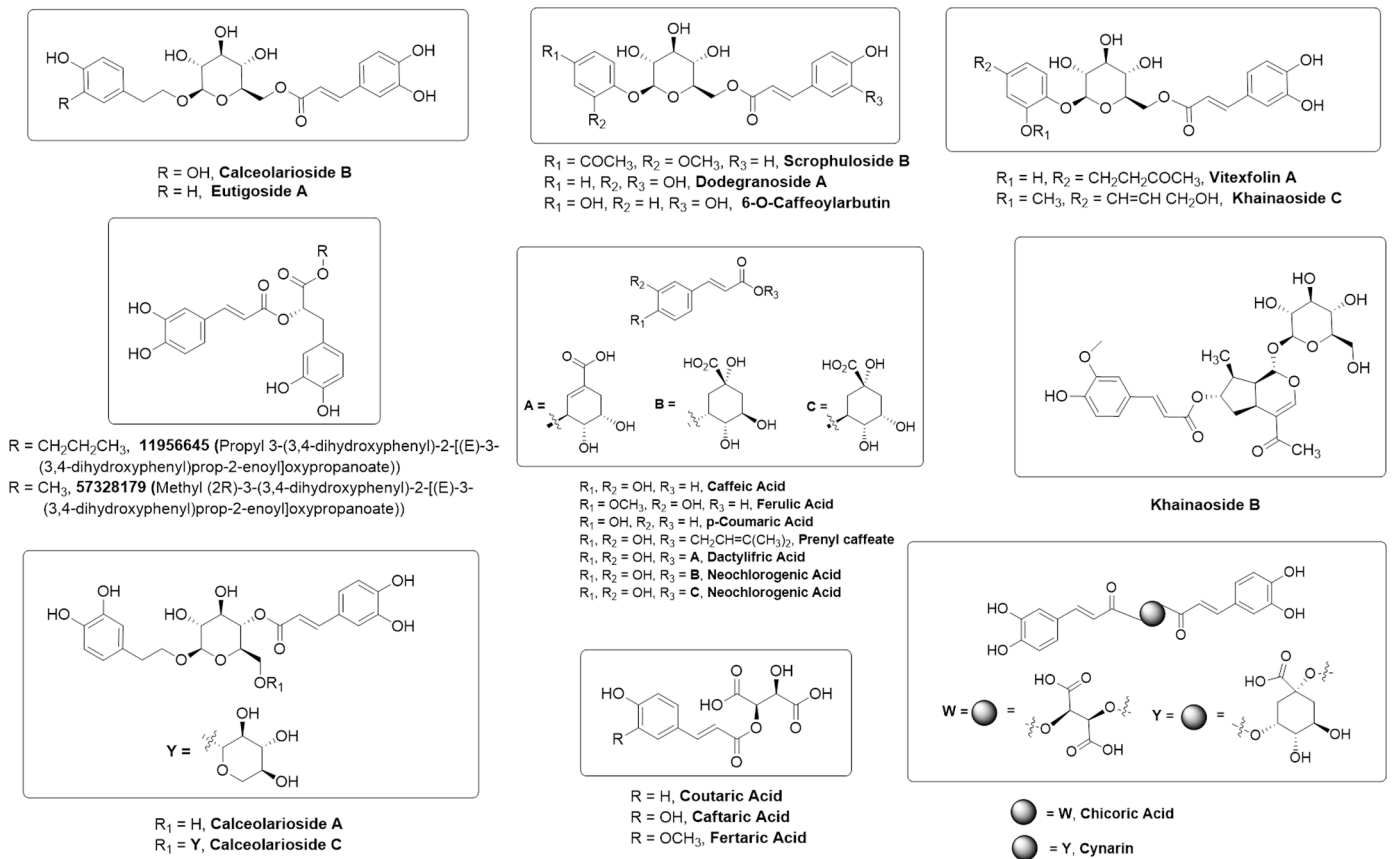 OH
HO
OH
OH
HO
O
O
R
O
O
OH
R = OH, Calceolarioside B
R = H, Eutigoside A
R₁
OH
HO
OH
OH
O
O
O
R₂
O
R₃
R₁ = COCH₃, R₂ = OCH₃, R₃ = H, Scrophuloside B
R₁ = H, R₂, R₃ = OH, Dodegranoside A
R₁ = OH, R₂ = H, R₃ = OH, 6-O-Caffeoylarbutin
R₂
OH
HO
OH
OH
O
O
O
OR₁
O
OH
R₁ = H, R₂ = CH₂CH₂COCH₃, Vitexfolin A
R₁ = CH₃, R₂ = CH=CH CH₂OH, Khainaoside C
R
O
O
O
HO
O
HO
HO
OH
R = CH₂CH₂CH₃, 11956645 (Propyl 3-(3,4-dihydroxyphenyl)-2-[(E)-3-
(3,4-dihydroxyphenyl)prop-2-enoyl]oxypropanoate))
R = CH₃, 57328179 (Methyl (2R)-3-(3,4-dihydroxyphenyl)-2-[(E)-3-
(3,4-dihydroxyphenyl)prop-2-enoyl]oxypropanoate))
O
R₂
OR₃
R₁
O
OH
A =
OH
OH
HO₂C
OH
B =
OH
OH
HO₂C
OH
C =
OH
OH
R₁, R₂ = OH, R₃ = H, Caffeic Acid
R₁ = OCH₃, R₂ = OH, R₃ = H, Ferulic Acid
R₁ = OH, R₂, R₃ = H, p-Coumaric Acid
R₁, R₂ = OH, R₃ = CH₂CH=C(CH₃)₂, Prenyl caffeate
R₁, R₂ = OH, R₃ = A, Dactylifric Acid
R₁, R₂ = OH, R₃ = B, Neochlorogenic Acid
R₁, R₂ = OH, R₃ = C, Neochlorogenic Acid
HO
HO
OH
O
H₃C
O
OH
O
HO
O
O
O
O
CH₃
Khainaoside B
OH
HO
OH
HO
O
OH
O
OH
O
O
OR₁
OH
OH
Y =
O
OH
R₁ = H, Calceolarioside A
R₁ = Y, Calceolarioside C
O
OH
HO
HO
OH
O
R
O
O
R = H, Coutaric Acid
R = OH, Caftaric Acid
R = OCH₃, Fertaric Acid
O
OH
HO
OH
HO
O
W =
=
HO
O
O
O
O
OH
Y =
=
O
O
HO
O
OH
OH
= W, Chicoric Acid
= Y, Cynarin